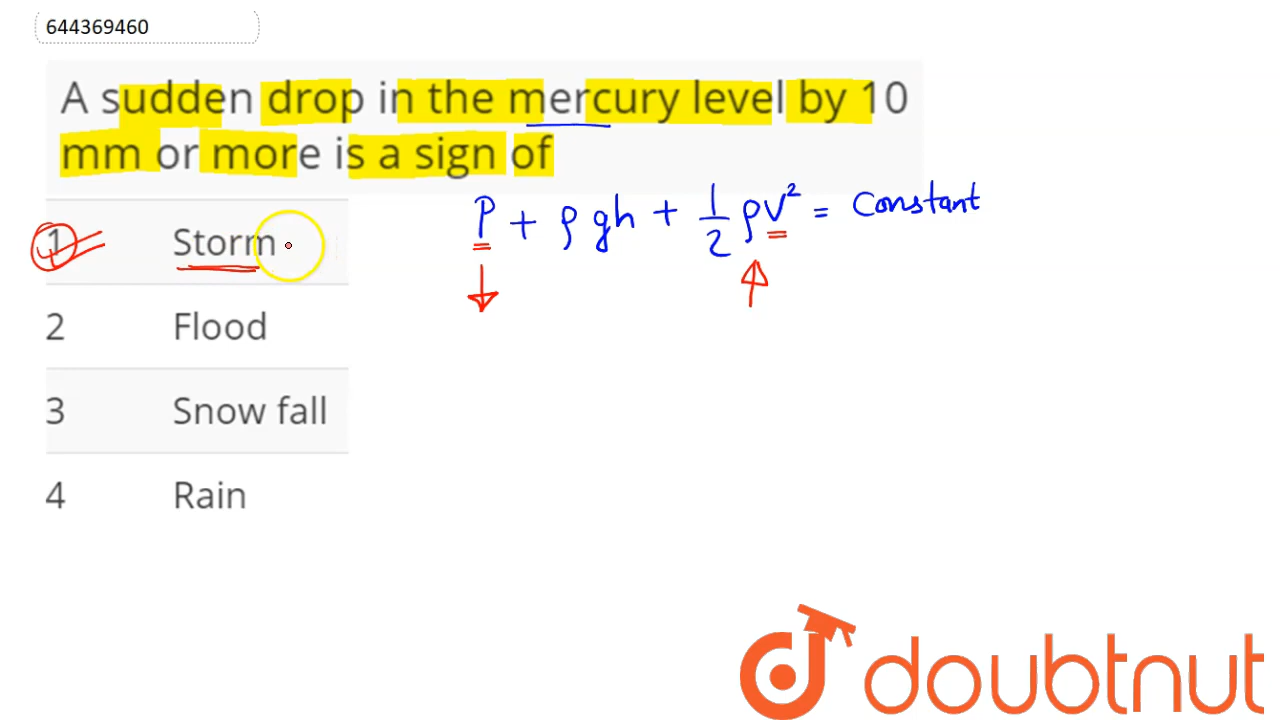 644369460
A sudden drop in the mercury level by 10
mm or more is a sign of
P + ρgh + 1/2 ρv² = Constant
1 Storm
2 Flood
3 Snow fall
4 Rain
doubtnut